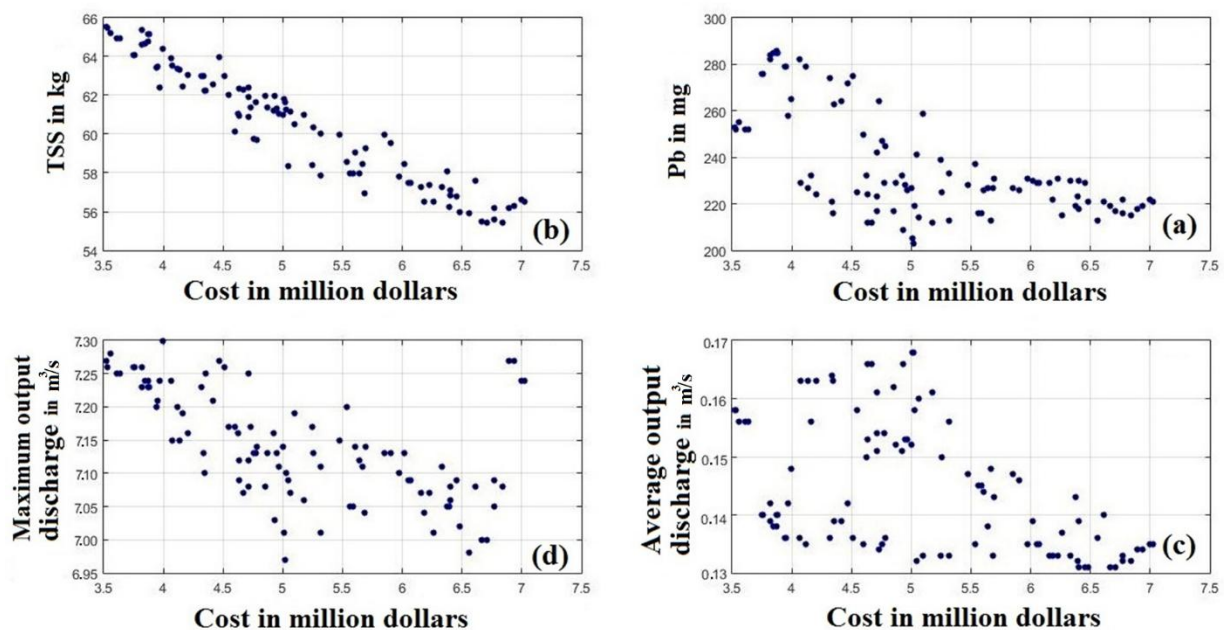 66
64
62
60
58
56
54
TSS in kg
(b)
3.5 4 4.5 5 5.5 6 6.5 7 7.5
Cost in million dollars
300
280
260
240
220
200
Pb in mg
(a)
3.5 4 4.5 5 5.5 6 6.5 7 7.5
Cost in million dollars
7.30
7.25
7.20
7.15
7.10
7.05
7.00
6.95
Maximum output
discharge in m³/s
(d)
3.5 4 4.5 5 5.5 6 6.5 7 7.5
Cost in million dollars
0.17
0.16
0.15
0.14
0.13
Average output
discharge in m³/s
(c)
3.5 4 4.5 5 5.5 6 6.5 7 7.5
Cost in million dollars